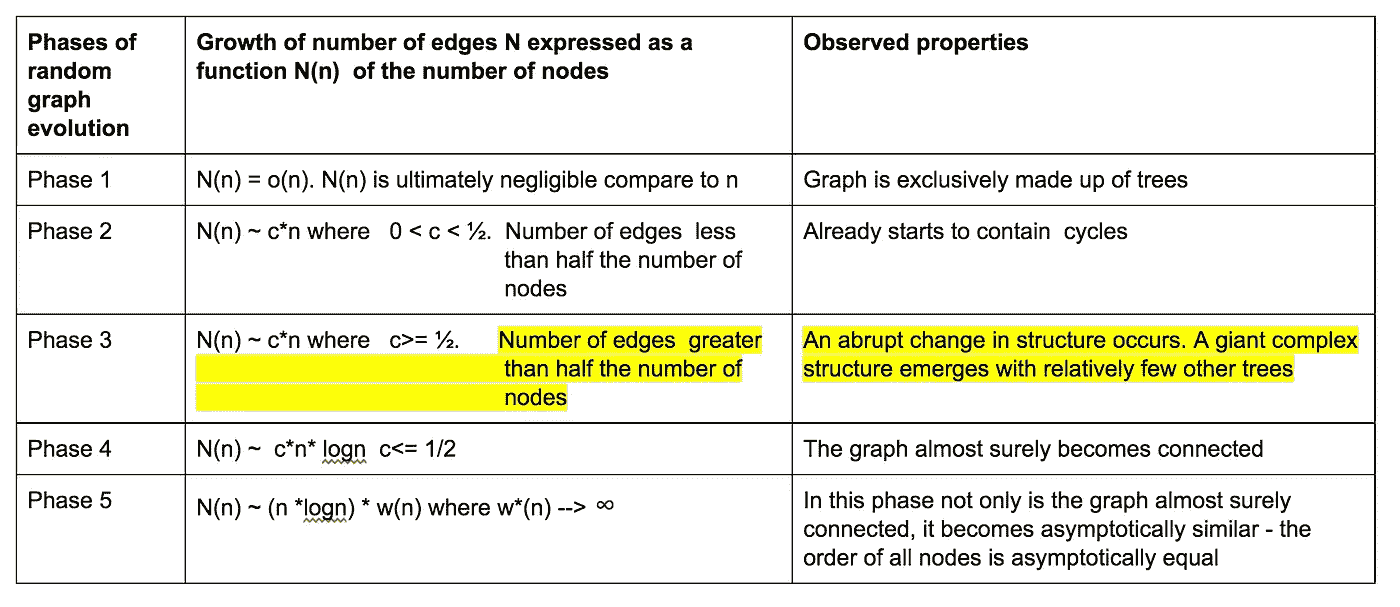 Phases of
random
graph
evolution
Growth of number of edges N expressed as a
function N(n) of the number of nodes
Observed properties
Phase 1
N(n) = o(n). N(n) is ultimately negligible compare to n
Graph is exclusively made up of trees
Phase 2
N(n) ~ c*n where 0 < c < ½. Number of edges less
than half the number of
nodes
Already starts to contain cycles
Phase 3
N(n) ~ c*n where c>= ½. Number of edges greater
than half the number of
nodes
An abrupt change in structure occurs. A giant complex
structure emerges with relatively few other trees
Phase 4
N(n) ~ c*n* logn c<= 1/2
The graph almost surely becomes connected
Phase 5
N(n) ~ (n *logn) * w(n) where w*(n) --> ∞
In this phase not only is the graph almost surely
connected, it becomes asymptotically similar - the
order of all nodes is asymptotically equal